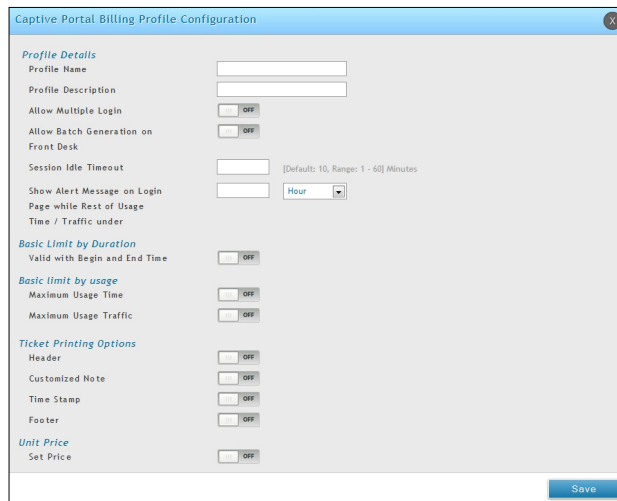 Captive Portal Billing Profile Configuration
X
Profile Details
Profile Name
Profile Description
Allow Multiple Login
OFF
Allow Batch Generation on
Front Desk
OFF
Session Idle Timeout
[Default: 10, Range: 1 - 60] Minutes
Show Alert Message on Login
Page while Rest of Usage
Time / Traffic under
Hour
Basic Limit by Duration
Valid with Begin and End Time
OFF
Basic limit by usage
Maximum Usage Time
OFF
Maximum Usage Traffic
OFF
Ticket Printing Options
Header
OFF
Customized Note
OFF
Time Stamp
OFF
Footer
OFF
Unit Price
Set Price
OFF
Save